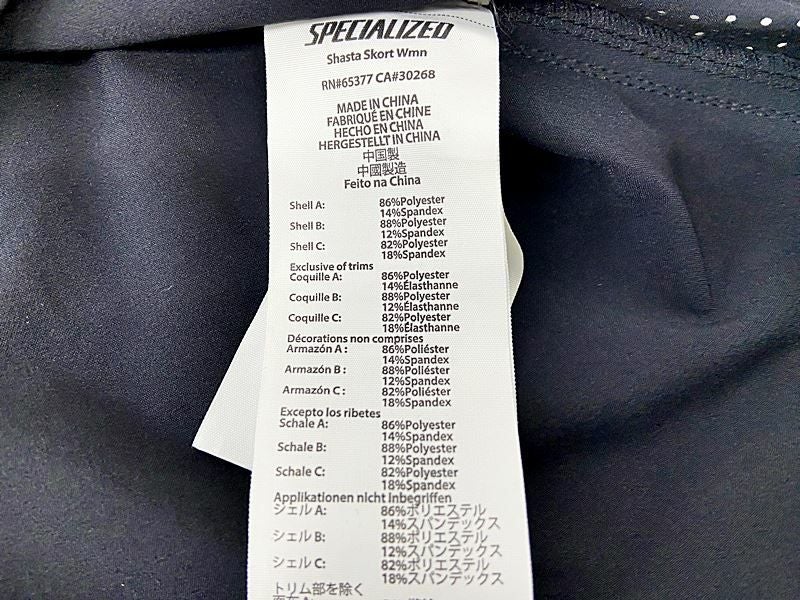 SPECIALIZED
Shasta Skort Wmn
RN#65377 CA#30268
MADE IN CHINA
FABRIQUÉ EN CHINE
HECHO EN CHINA
HERGESTELLT IN CHINA
中国製
中國製造
Feito na China
Shell A: 86%Polyester
14%Spandex
Shell B: 88%Polyester
12%Spandex
Shell C: 82%Polyester
18%Spandex
Exclusive of trims
Coquille A: 86%Polyester
14%Élasthanne
Coquille B: 88%Polyester
12%Élasthanne
Coquille C: 82%Polyester
18%Élasthanne
Décorations non comprises
Armazón A : 86%Poliéster
14%Spandex
Armazón B : 88%Poliéster
12%Spandex
Armazón C : 82%Poliéster
18%Spandex
Excepto los ribetes
Schale A: 86%Polyester
14%Spandex
Schale B: 88%Polyester
12%Spandex
Schale C: 82%Polyester
18%Spandex
Applikationen nicht inbegriffen
シェル A: 86%ポリエステル
14%スパンデックス
シェル B: 88%ポリエステル
12%スパンデックス
シェル C: 82%ポリエステル
18%スパンデックス
トリム部を除く